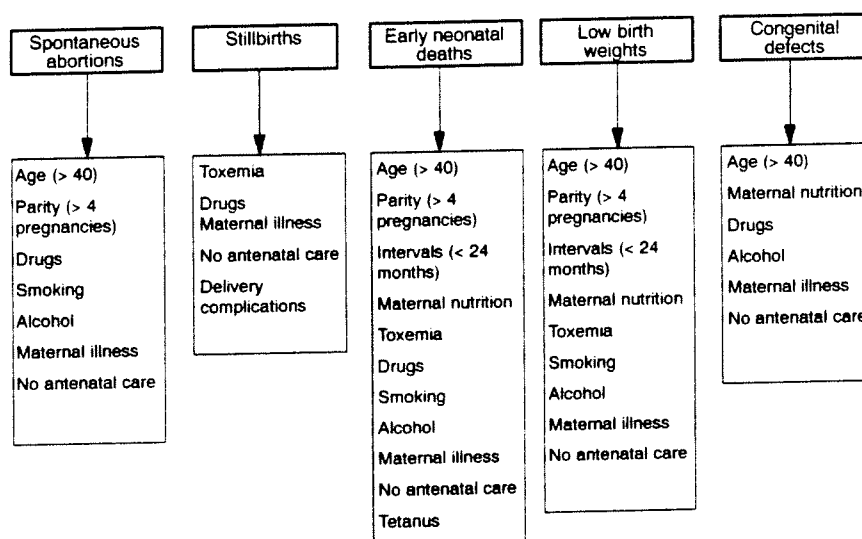 Spontaneous
abortions
Age (> 40)
Parity (> 4
pregnancies)
Drugs
Smoking
Alcohol
Maternal illness
No antenatal care
Stillbirths
Toxemia
Drugs
Maternal illness
No antenatal care
Delivery
complications
Early neonatal
deaths
Age (> 40)
Parity (> 4
pregnancies)
Intervals (< 24
months)
Maternal nutrition
Toxemia
Drugs
Smoking
Alcohol
Maternal illness
No antenatal care
Tetanus
Low birth
weights
Age (> 40)
Parity (> 4
pregnancies)
Intervals (< 24
months)
Maternal nutrition
Toxemia
Smoking
Alcohol
Maternal illness
No antenatal care
Congenital
defects
Age (> 40)
Maternal nutrition
Drugs
Alcohol
Maternal illness
No antenatal care